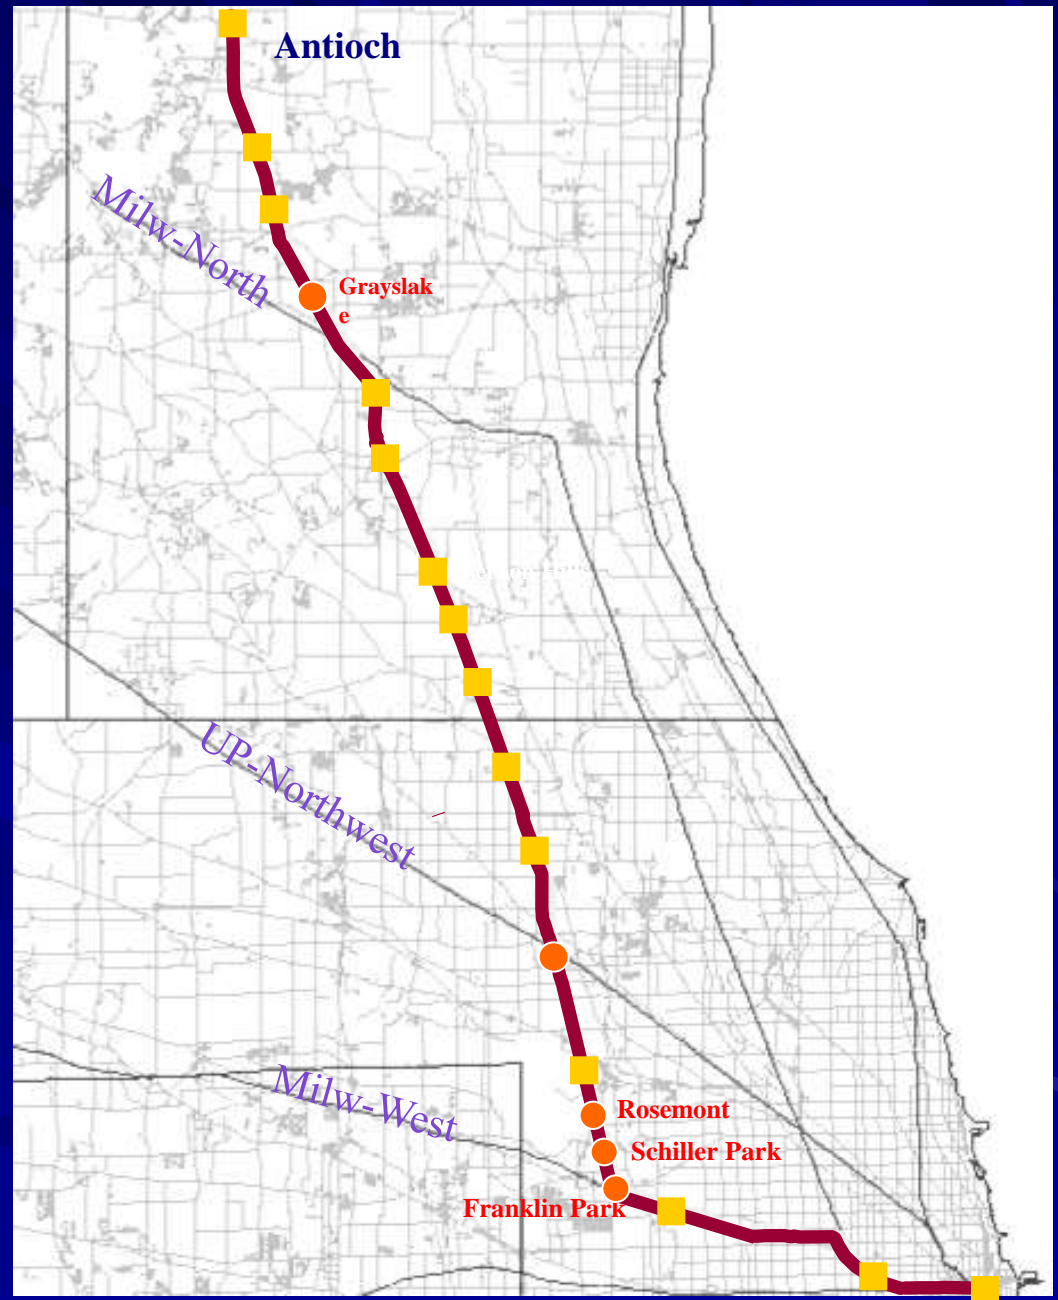 Antioch
Milw-North
Grayslak
e
UP-Northwest
Milw-West
Rosemont
Schiller Park
Franklin Park